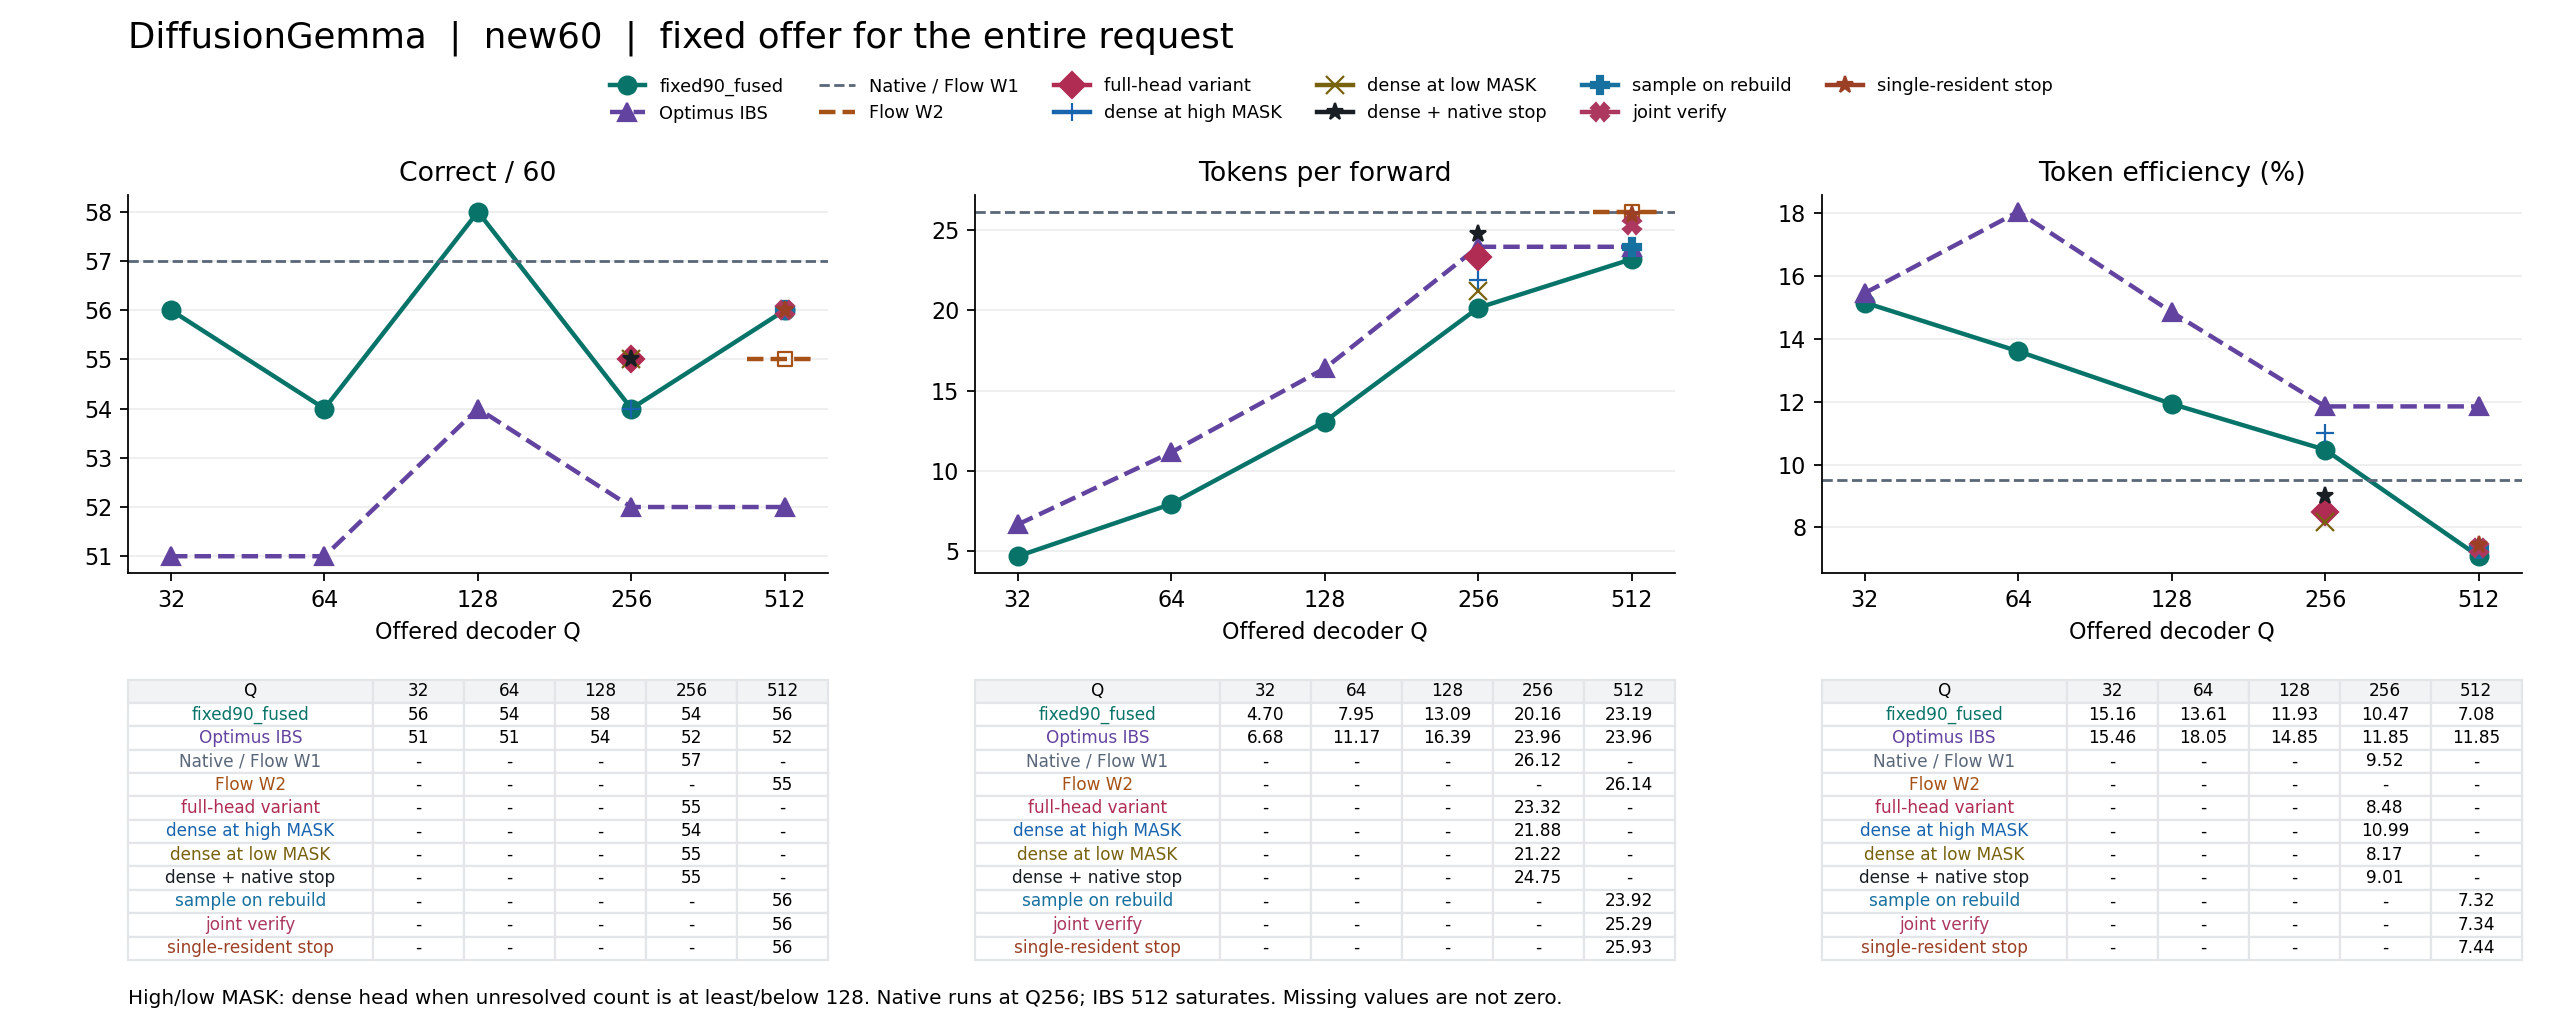 DiffusionGemma | new60 | fixed offer for the entire request
fixed90_fused Native / Flow W1 full-head variant dense at low MASK sample on rebuild single-resident stop
Optimus IBS Flow W2 dense at high MASK dense + native stop joint verify
Correct / 60
58
57
56
55
54
53
52
51
32 64 128 256 512
Offered decoder Q
Tokens per forward
25
20
15
10
5
32 64 128 256 512
Offered decoder Q
Token efficiency (%)
18
16
14
12
10
8
32 64 128 256 512
Offered decoder Q
Q 32 64 128 256 512
fixed90_fused 56 54 58 54 56
Optimus IBS 51 51 54 52 52
Native / Flow W1 - - - 57 -
Flow W2 - - - - 55
full-head variant - - - 55 -
dense at high MASK - - - 54 -
dense at low MASK - - - 55 -
dense + native stop - - - 55 -
sample on rebuild - - - - 56
joint verify - - - - 56
single-resident stop - - - - 56
Q 32 64 128 256 512
fixed90_fused 4.70 7.95 13.09 20.16 23.19
Optimus IBS 6.68 11.17 16.39 23.96 23.96
Native / Flow W1 - - - 26.12 -
Flow W2 - - - - 26.14
full-head variant - - - 23.32 -
dense at high MASK - - - 21.88 -
dense at low MASK - - - 21.22 -
dense + native stop - - - 24.75 -
sample on rebuild - - - - 23.92
joint verify - - - - 25.29
single-resident stop - - - - 25.93
Q 32 64 128 256 512
fixed90_fused 15.16 13.61 11.93 10.47 7.08
Optimus IBS 15.46 18.05 14.85 11.85 11.85
Native / Flow W1 - - - 9.52 -
Flow W2 - - - - -
full-head variant - - - 8.48 -
dense at high MASK - - - 10.99 -
dense at low MASK - - - 8.17 -
dense + native stop - - - 9.01 -
sample on rebuild - - - - 7.32
joint verify - - - - 7.34
single-resident stop - - - - 7.44
High/low MASK: dense head when unresolved count is at least/below 128. Native runs at Q256; IBS 512 saturates. Missing values are not zero.